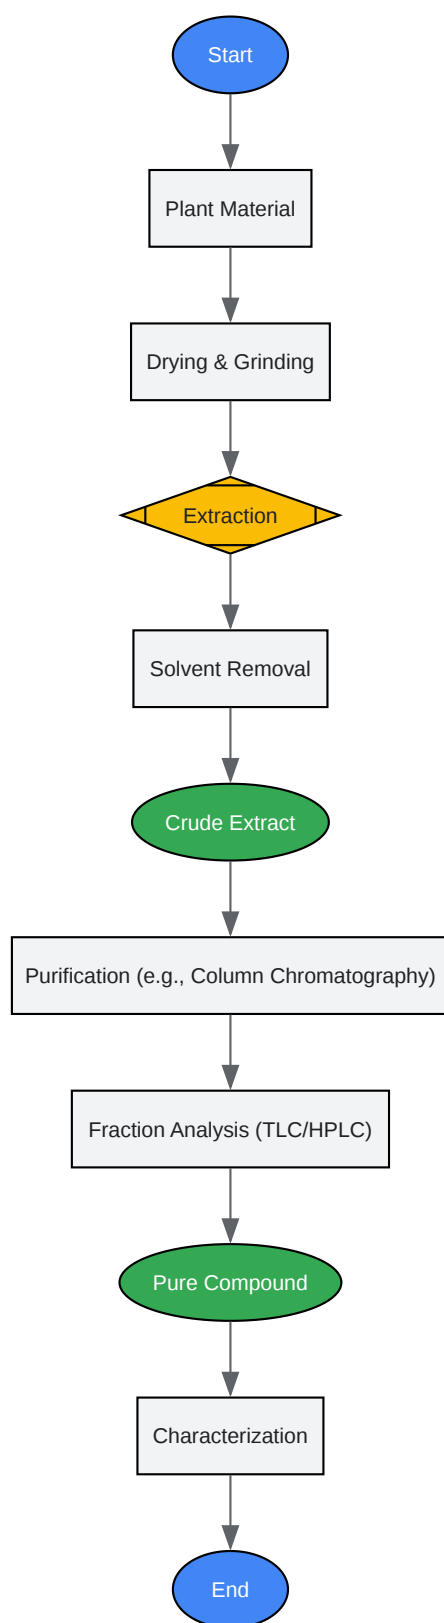 Start
Plant Material
Drying & Grinding
Extraction
Solvent Removal
Crude Extract
Purification (e.g., Column Chromatography)
Fraction Analysis (TLC/HPLC)
Pure Compound
Characterization
End